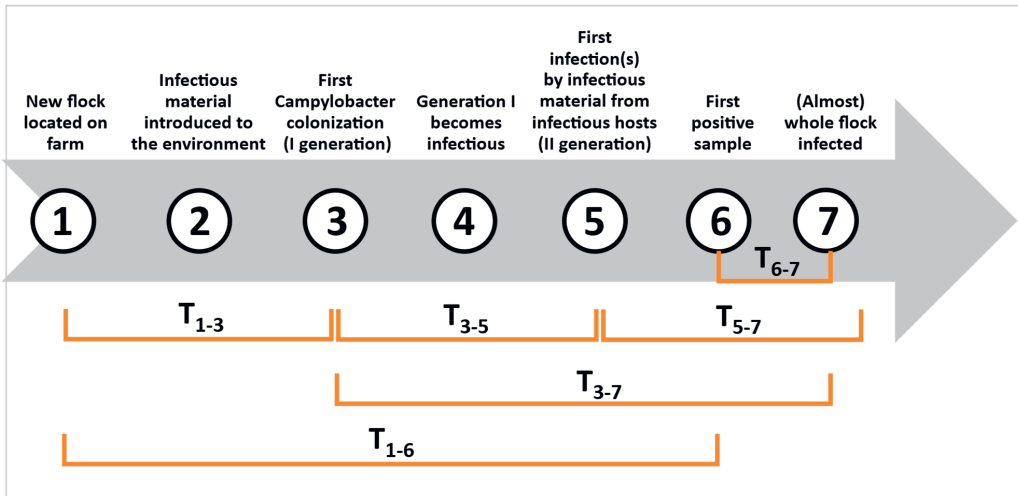 New flock
located on
farm
Infectious
material
introduced to
the environment
First
Campylobacter
colonization
(I generation)
Generation I
becomes
infectious
First
infection(s)
by infectious
material from
infectious hosts
(II generation)
First
positive
sample
(Almost)
whole flock
infected
1
2
3
4
5
6
7
T6-7
T1-3
T3-5
T5-7
T3-7
T1-6